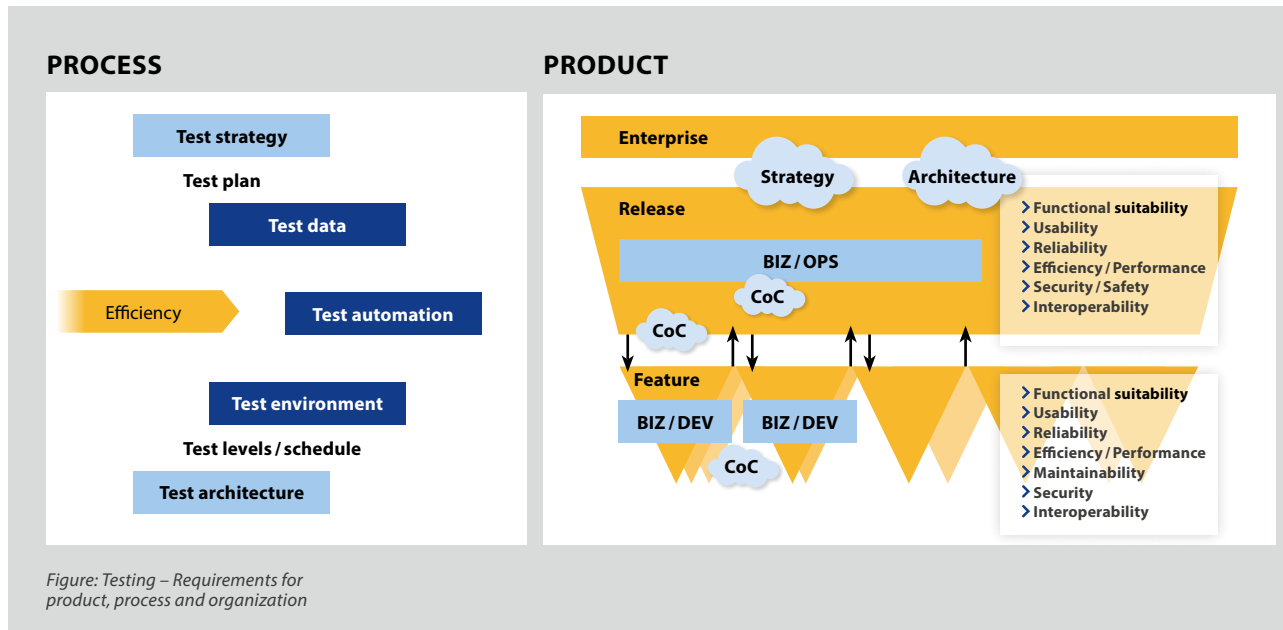 PROCESS
Test strategy
Test plan
Test data
Efficiency
Test automation
Test environment
Test levels / schedule
Test architecture
PRODUCT
Enterprise
Strategy
Architecture
Release
BIZ / OPS
CoC
CoC
Functional suitability
Usability
Reliability
Efficiency / Performance
Security / Safety
Interoperability
Feature
BIZ / DEV
BIZ / DEV
CoC
Functional suitability
Usability
Reliability
Efficiency / Performance
Maintainability
Security
Interoperability
Figure: Testing – Requirements for
product, process and organization